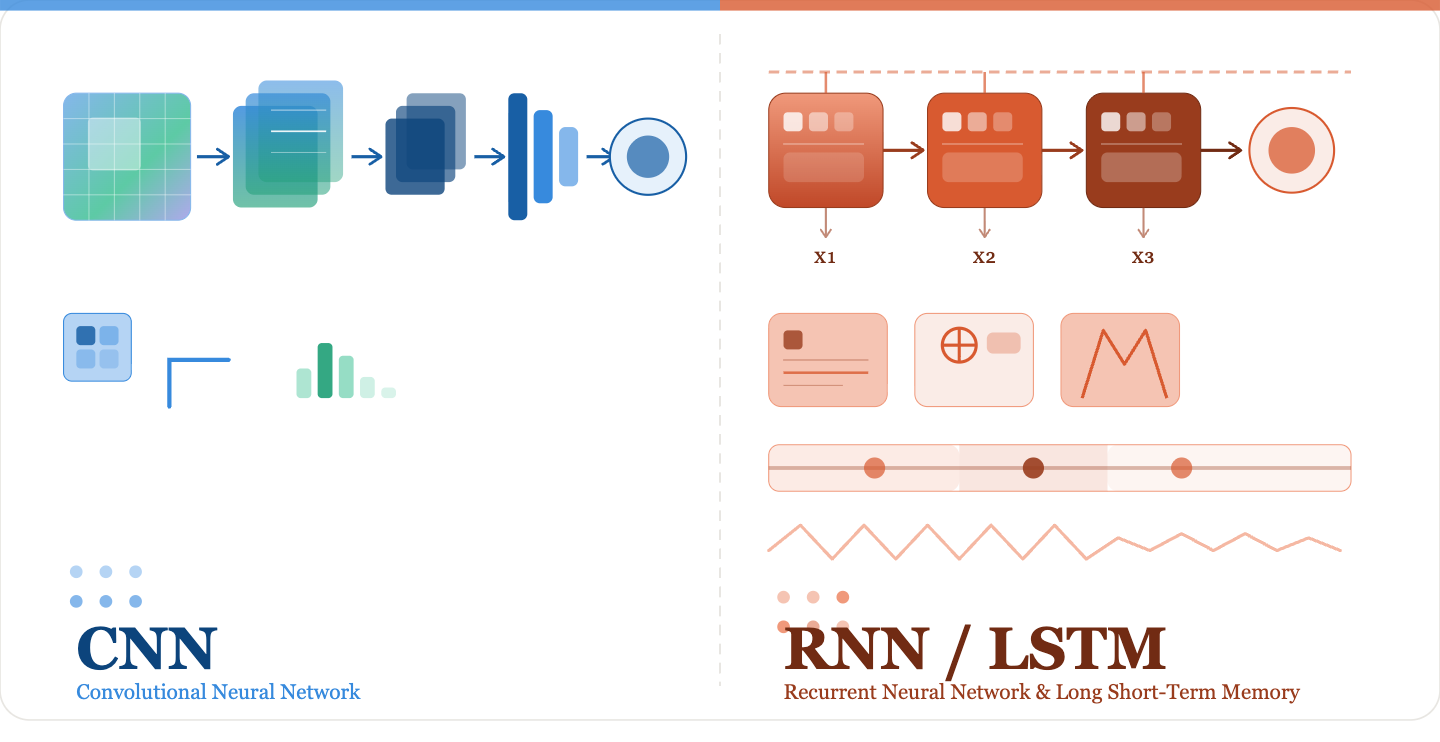 X1
X2
X3
CNN
Convolutional Neural Network
RNN / LSTM
Recurrent Neural Network & Long Short-Term Memory